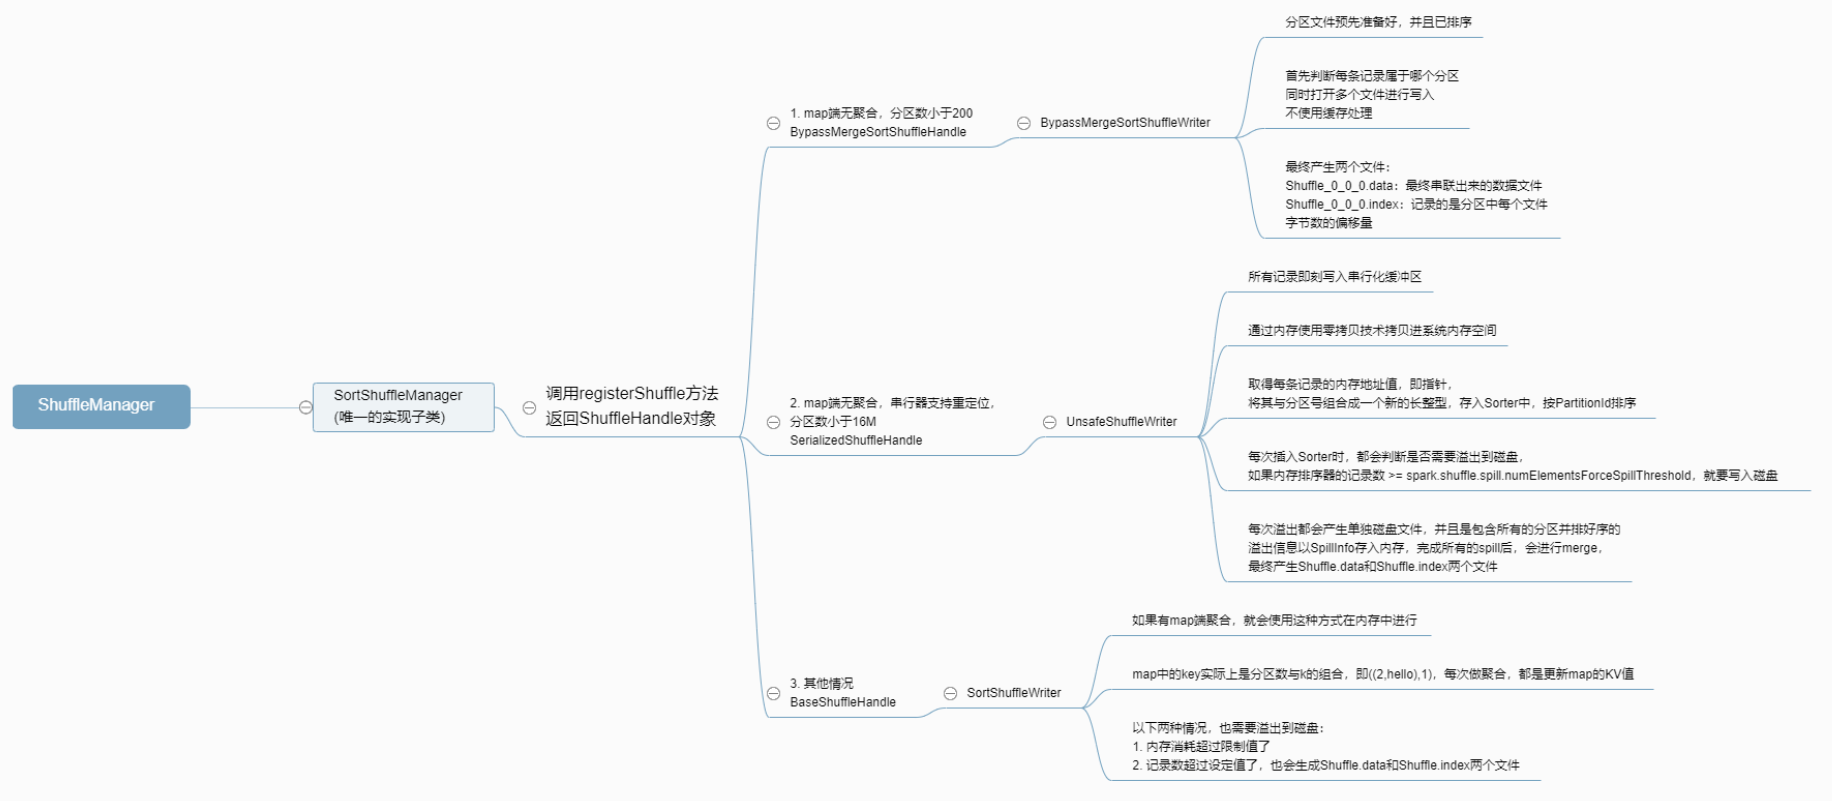 ShuffleManager
SortShuffleManager
(唯一的实现子类)
调用registerShuffle方法
返回ShuffleHandle对象
1. map端无聚合，分区数小于200
BypassMergeSortShuffleHandle
BypassMergeSortShuffleWriter
分区文件预先准备好，并且已排序
首先判断每条记录属于哪个分区
同时打开多个文件进行写入
不使用缓存处理
最终产生两个文件：
Shuffle_0_0_0.data：最终串联出来的数据文件
Shuffle_0_0_0.index：记录的是分区中每个文件
字节数的偏移量
2. map端无聚合，串行器支持重定位，
分区数小于16M
SerializedShuffleHandle
UnsafeShuffleWriter
所有记录即刻写入串行化缓冲区
通过内存使用零拷贝技术拷贝进系统内存空间
取得每条记录的内存地址值，即指针，
将其与分区号组合成一个新的长整型，存入Sorter中，按PartitionId排序
每次插入Sorter时，都会判断是否需要溢出到磁盘，
如果内存排序器的记录数 >= spark.shuffle.spill.numElementsForceSpillThreshold，就要写入磁盘
每次溢出都会产生单独磁盘文件，并且是包含所有的分区并排好序的
溢出信息以SpillInfo存入内存，完成所有的spill后，会进行merge，
最终产生Shuffle.data和Shuffle.index两个文件
3. 其他情况
BaseShuffleHandle
SortShuffleWriter
如果有map端聚合，就会使用这种方式在内存中进行
map中的key实际上是分区数与k的组合，即((2,hello),1)，每次做聚合，都是更新map的KV值
以下两种情况，也需要溢出到磁盘：
1. 内存消耗超过限制值了
2. 记录数超过设定值了，也会生成Shuffle.data和Shuffle.index两个文件